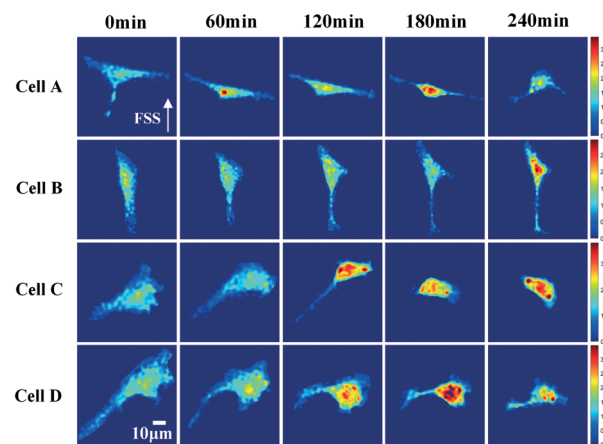 0min 60min 120min 180min 240min
Cell A
FSS
Cell B
Cell C
Cell D
10μm